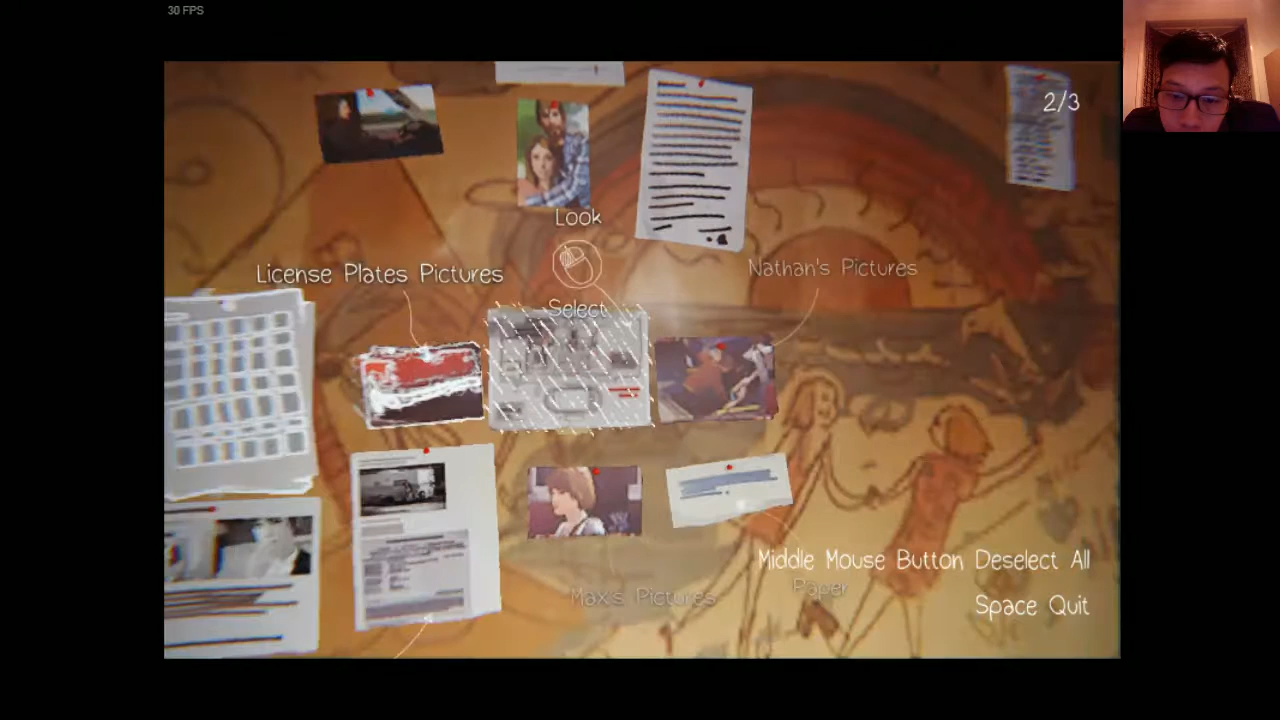 30 FPS
2/3
Look
License Plates Pictures
Nathan's Pictures
Select
Middle Mouse Button Deselect All
Max's Pictures
Paper
Space Quit